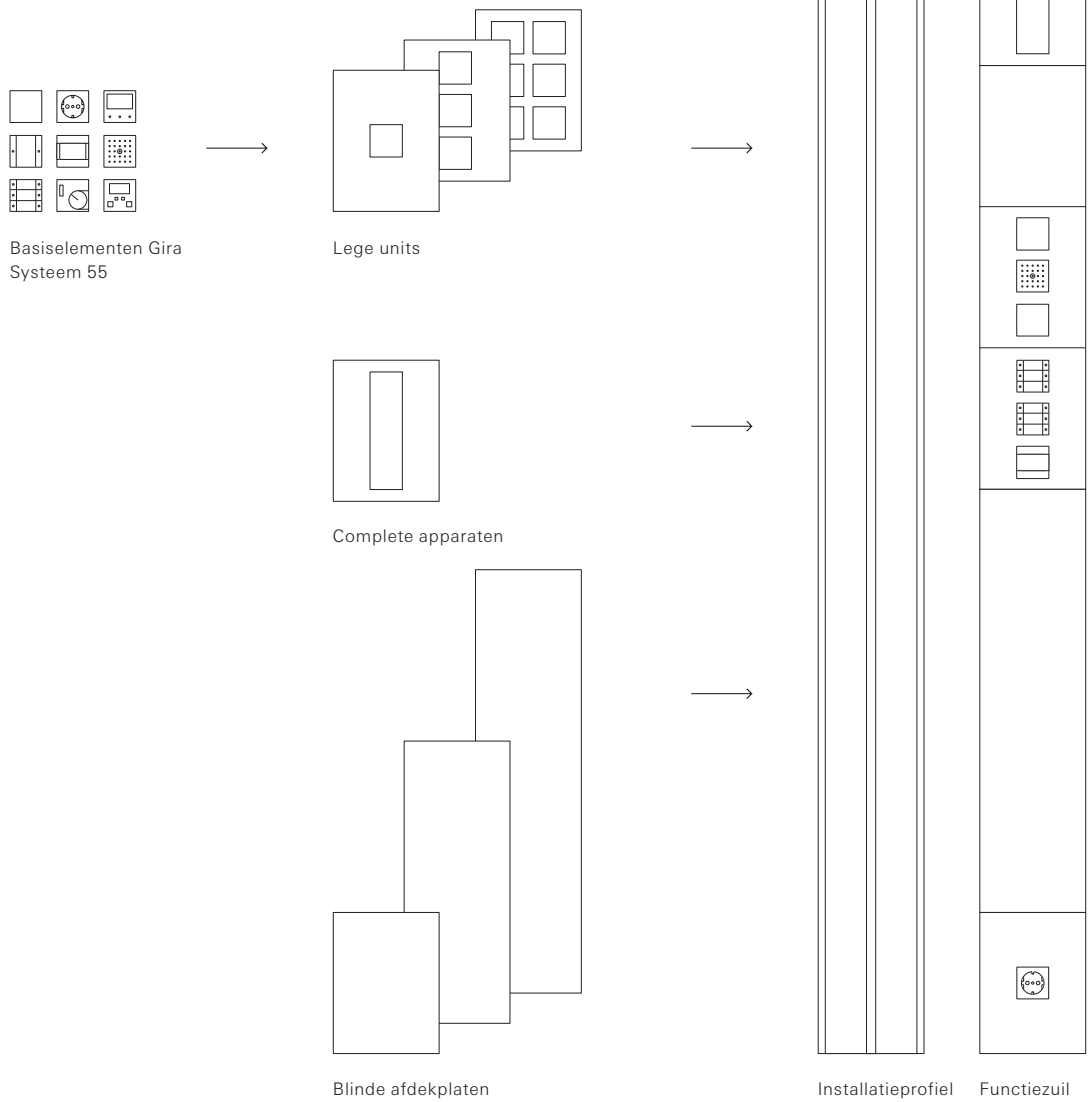 Basiselementen Gira
Systeem 55
Lege units
Complete apparaten
Blinde afdekplaten
Installatieprofiel
Functiezuil